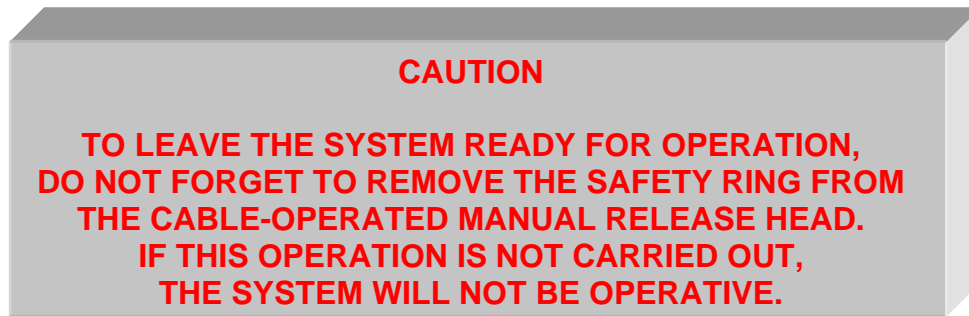 CAUTION
TO LEAVE THE SYSTEM READY FOR OPERATION,
DO NOT FORGET TO REMOVE THE SAFETY RING FROM
THE CABLE-OPERATED MANUAL RELEASE HEAD.
IF THIS OPERATION IS NOT CARRIED OUT,
THE SYSTEM WILL NOT BE OPERATIVE.